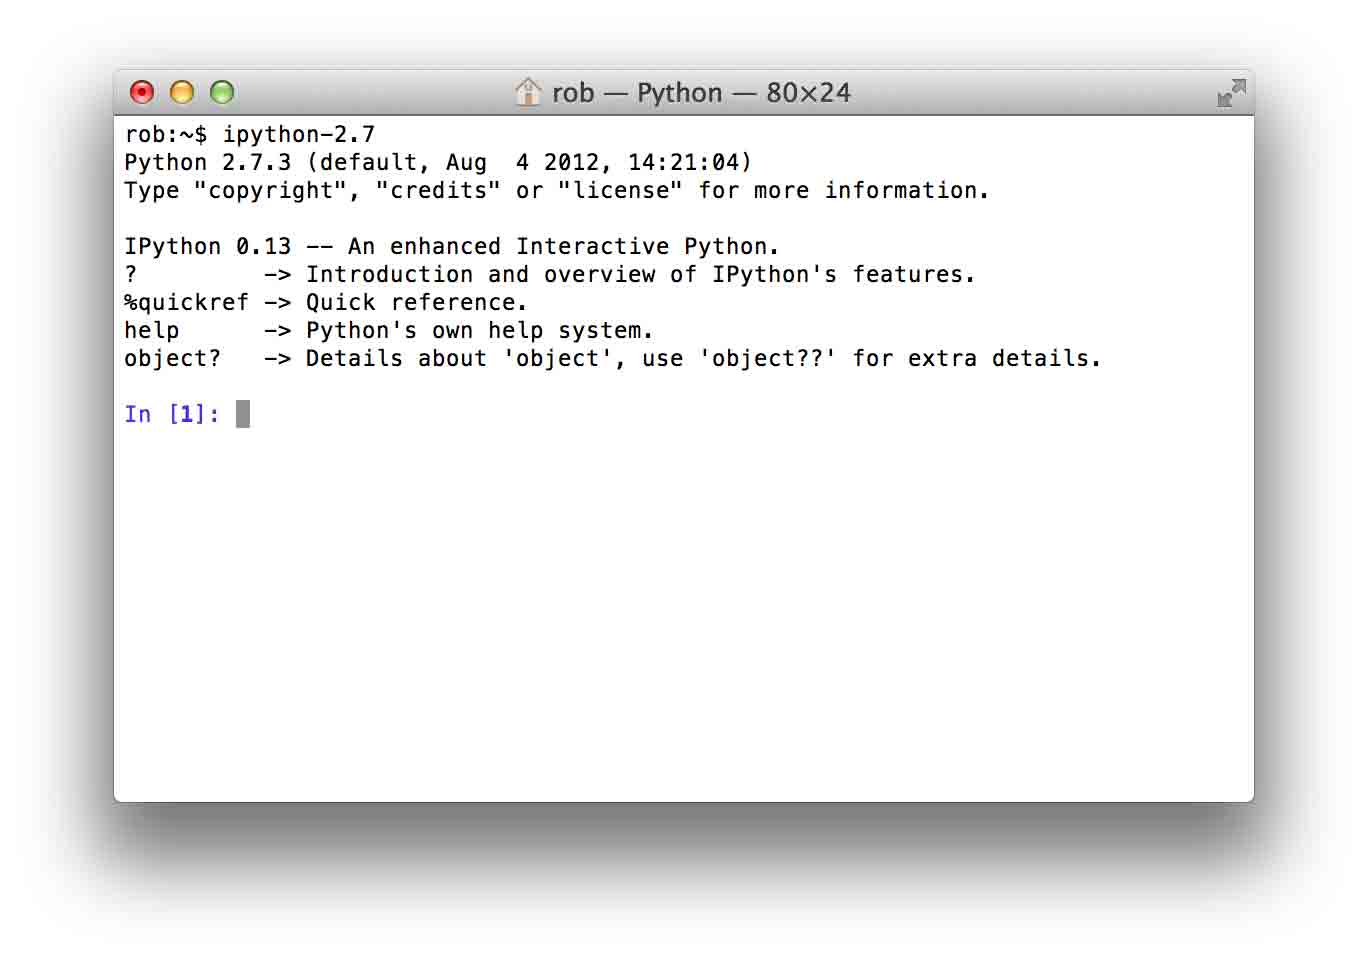 rob — Python — 80×24
rob:~$ ipython-2.7
Python 2.7.3 (default, Aug  4 2012, 14:21:04)
Type "copyright", "credits" or "license" for more information.

IPython 0.13 -- An enhanced Interactive Python.
?         -> Introduction and overview of IPython's features.
%quickref -> Quick reference.
help      -> Python's own help system.
object?   -> Details about 'object', use 'object??' for extra details.

In [1]: